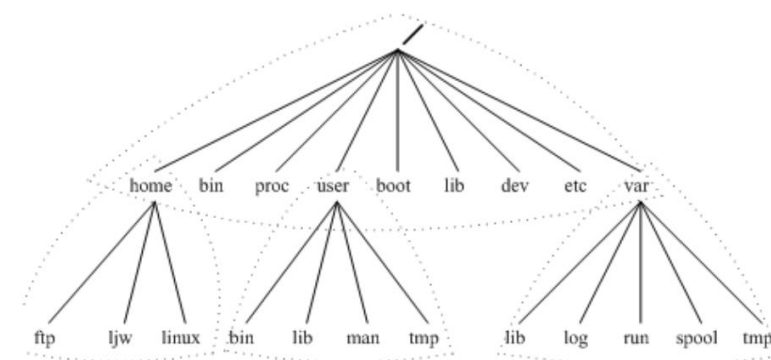 /
home bin proc user boot lib dev etc var
ftp ljw linux bin lib man tmp lib log run spool tmp